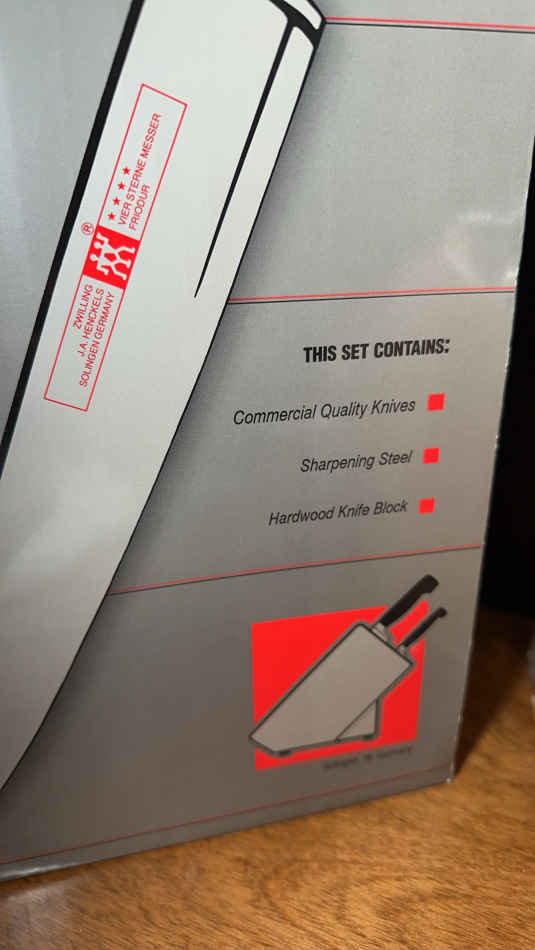 ★★★★
VIER STERNE MESSER
FRIODUR
®
ZWILLING
J.A. HENCKELS
SOLINGEN GERMANY
THIS SET CONTAINS:
Commercial Quality Knives
Sharpening Steel
Hardwood Knife Block